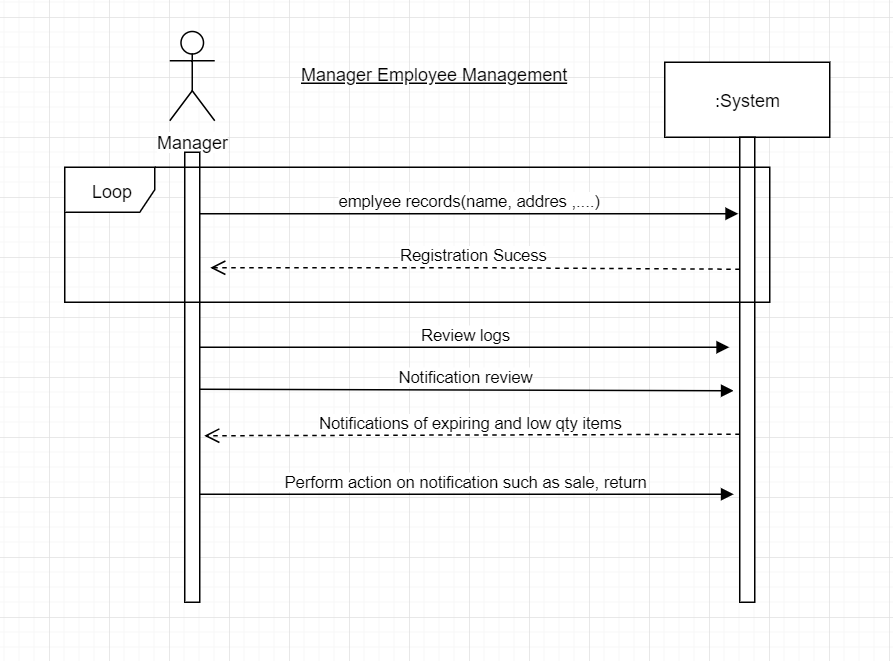 Manager Employee Management
:System
Manager
Loop
emplyee records(name, addres ,....)
Registration Sucess
Review logs
Notification review
Notifications of expiring and low qty items
Perform action on notification such as sale, return